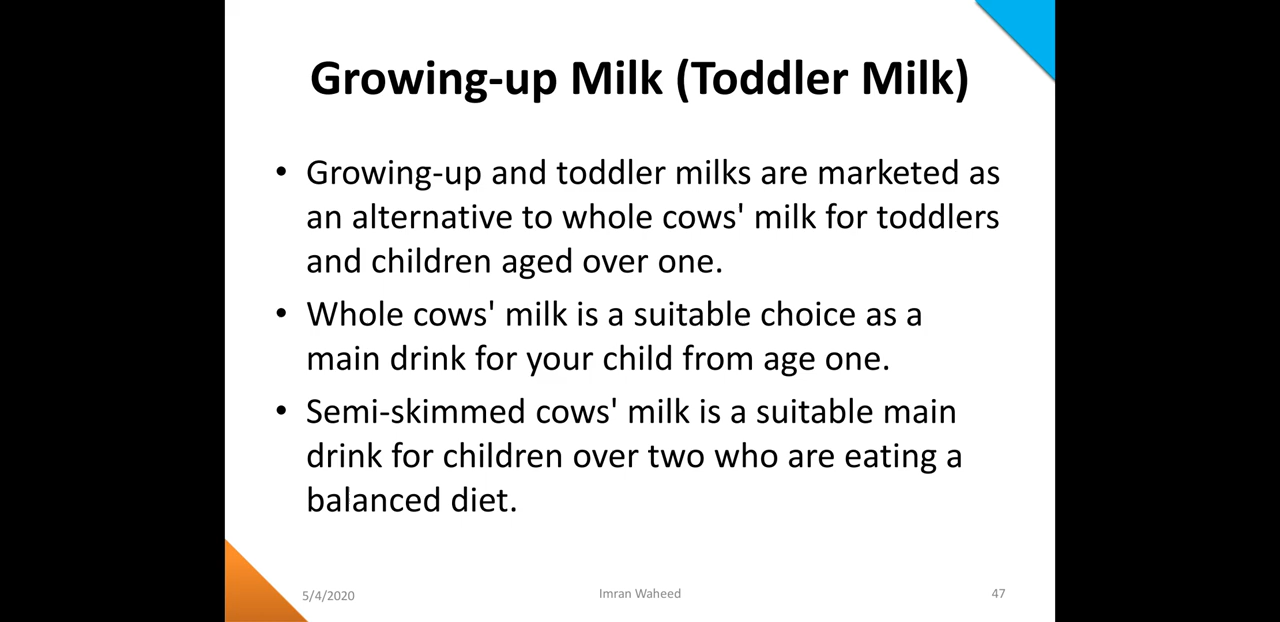 Growing-up Milk (Toddler Milk)
• Growing-up and toddler milks are marketed as
an alternative to whole cows' milk for toddlers
and children aged over one.
• Whole cows' milk is a suitable choice as a
main drink for your child from age one.
• Semi-skimmed cows' milk is a suitable main
drink for children over two who are eating a
balanced diet.
5/4/2020
Imran Waheed
47